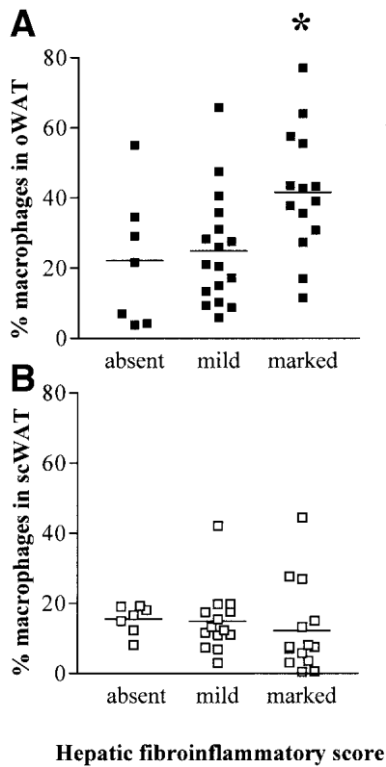 A
*
% macrophages in oWAT
80
60
40
20
0
absent mild marked
B
% macrophages in scWAT
80
60
40
20
0
absent mild marked
Hepatic fibroinflammatory score